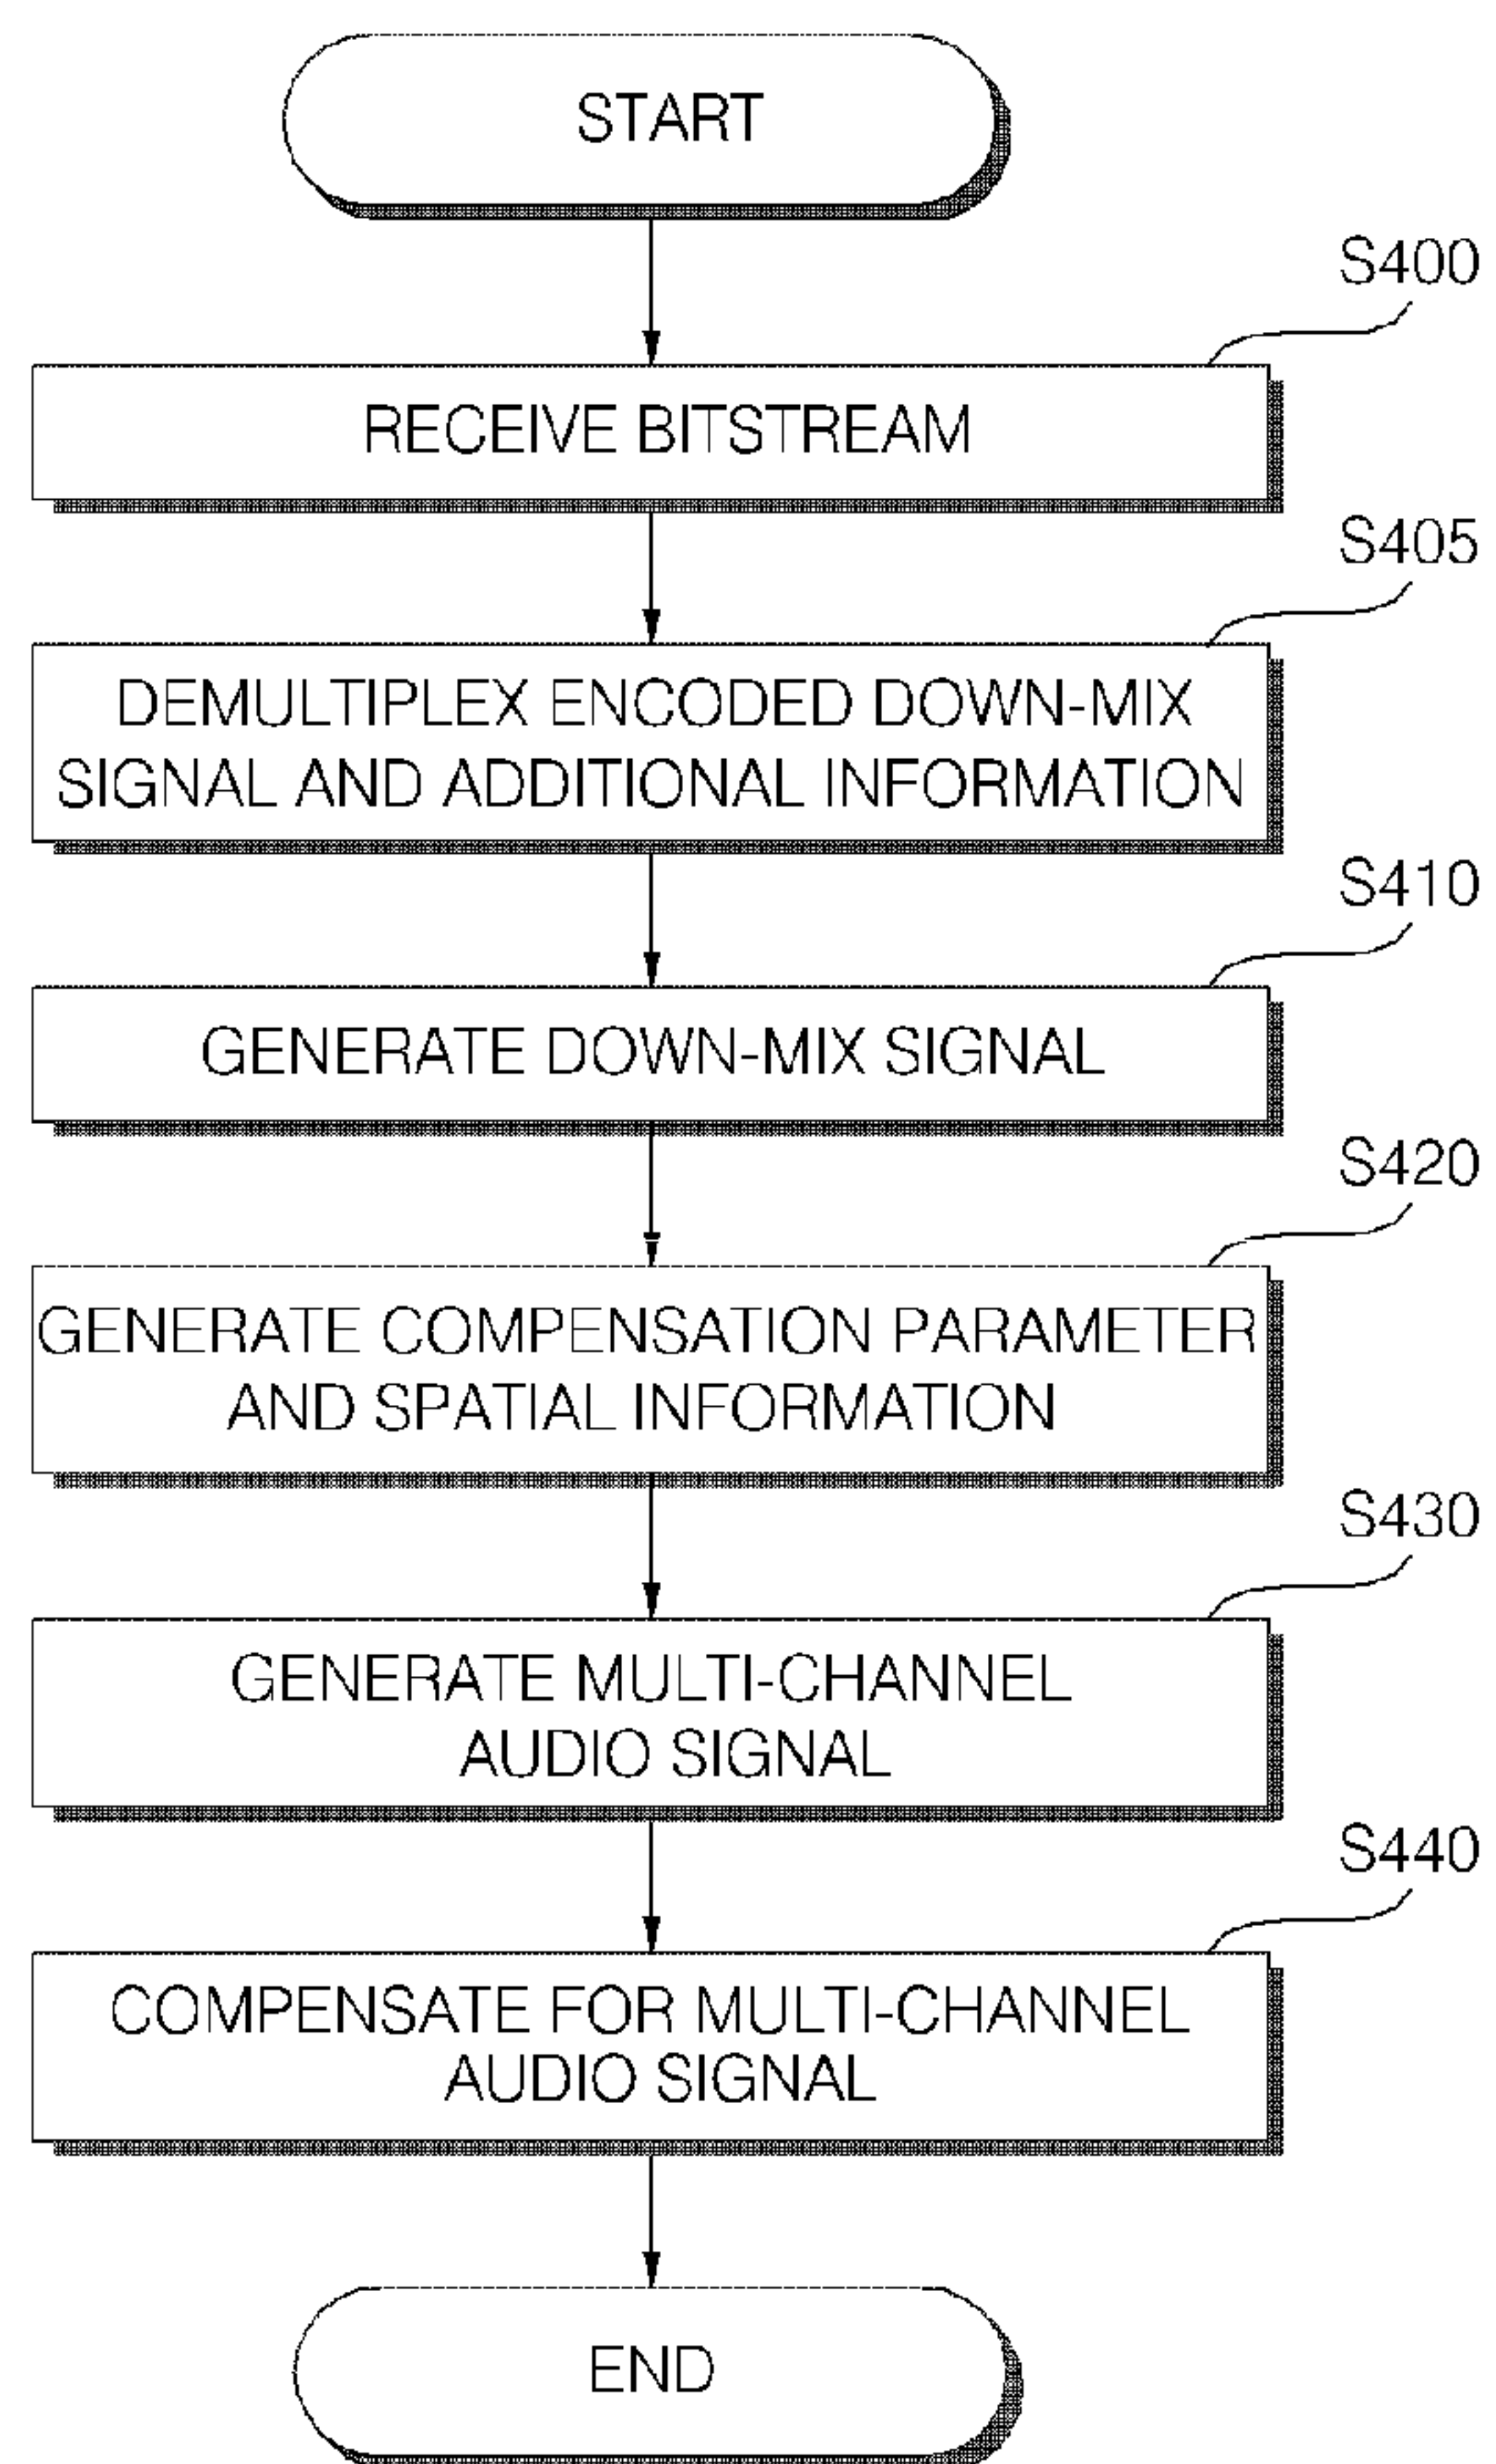 START
S400
RECEIVE BITSTREAM
S405
DEMULTIPLEX ENCODED DOWN-MIX
SIGNAL AND ADDITIONAL INFORMATION
S410
GENERATE DOWN-MIX SIGNAL
S420
GENERATE COMPENSATION PARAMETER
AND SPATIAL INFORMATION
S430
GENERATE MULTI-CHANNEL
AUDIO SIGNAL
S440
COMPENSATE FOR MULTI-CHANNEL
AUDIO SIGNAL
END